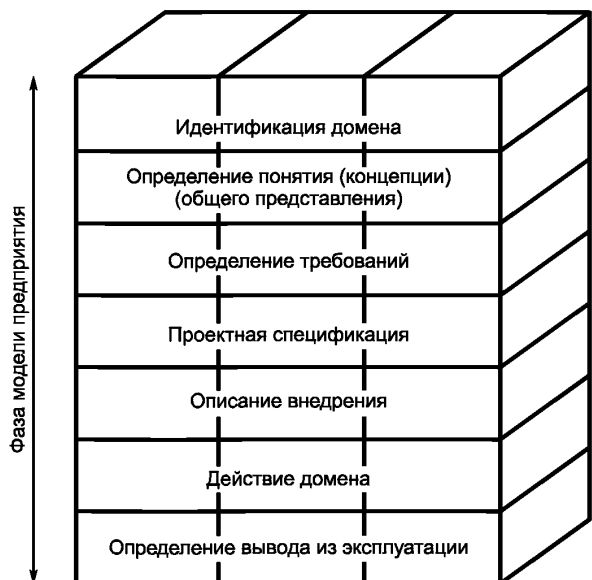 Идентификация домена
Определение понятия (концепции)
(общего представления)
Определение требований
Проектная спецификация
Описание внедрения
Действие домена
Определение вывода из эксплуатации
Фаза модели предприятия